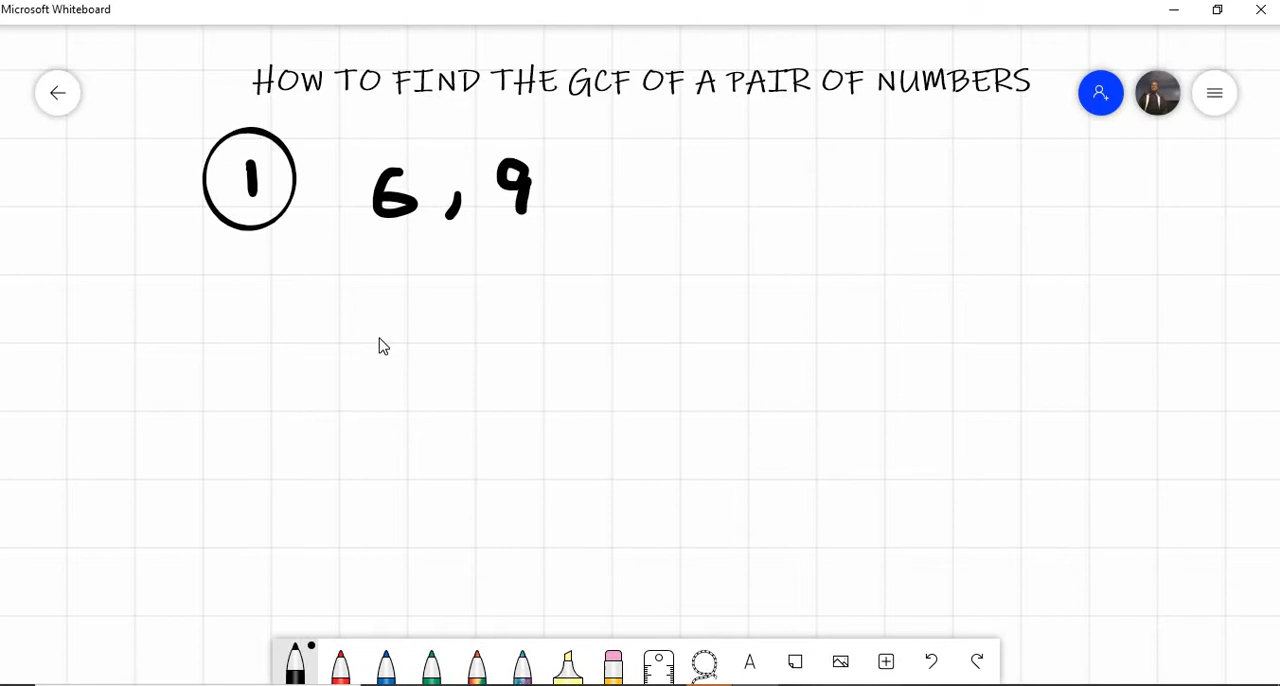 Microsoft Whiteboard
HOW TO FIND THE GCF OF A PAIR OF NUMBERS
1 6, 9
A